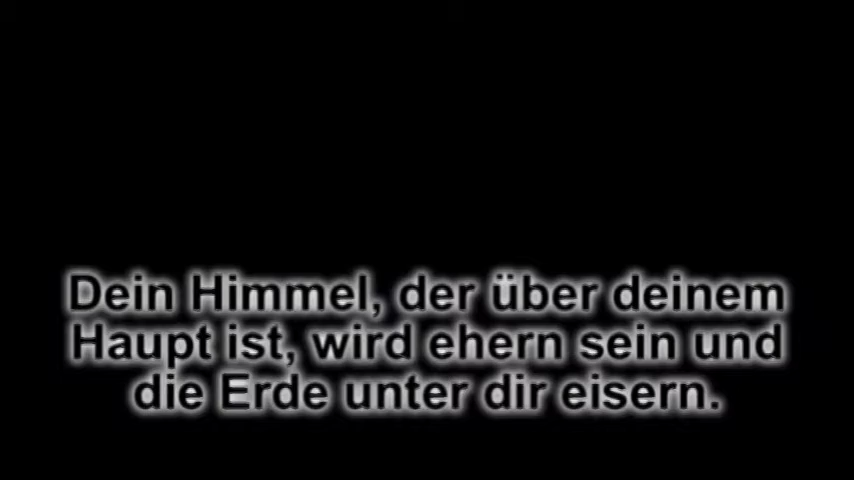 Dein Himmel, der über deinem
Haupt ist, wird ehern sein und
die Erde unter dir eisern.